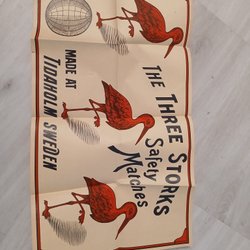 THE THREE STORKS
Safety
Matches
MADE AT
TIDAHOLM SWEDEN